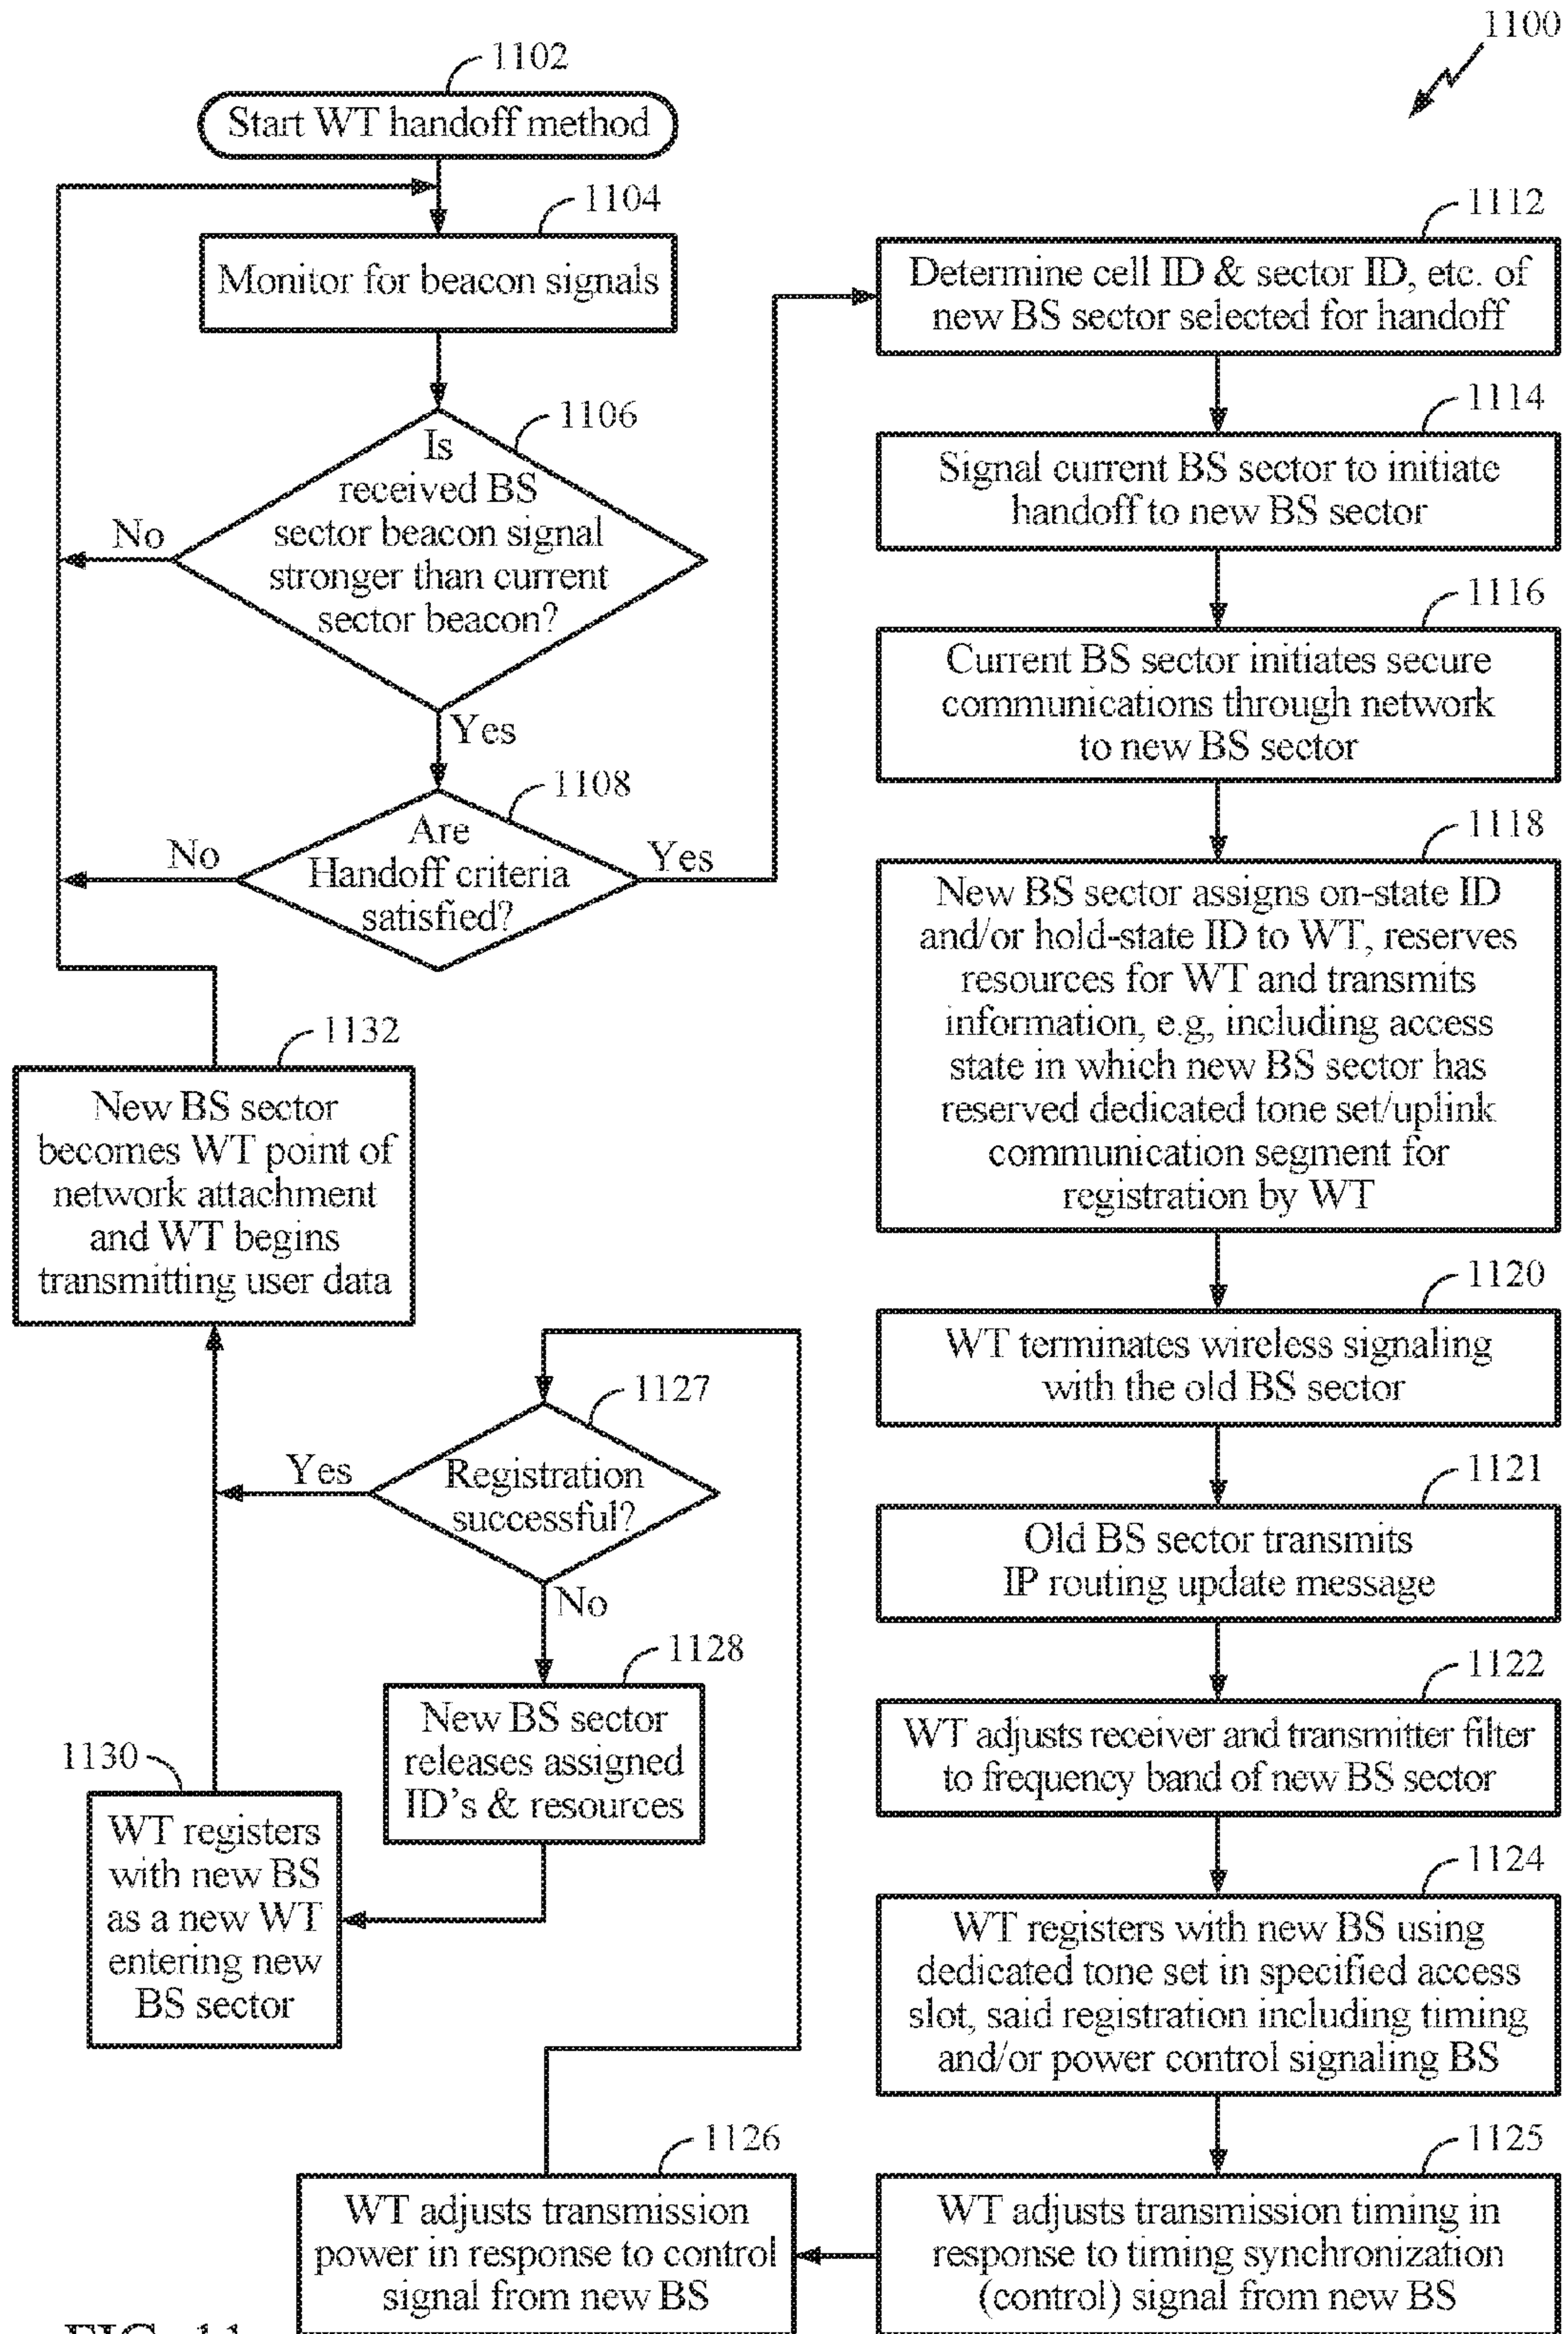 1100
1102
Start WT handoff method
1104
Monitor for beacon signals
1106
Is
received BS
sector beacon signal
stronger than current
sector beacon?
No
Yes
1108
Are
Handoff criteria
satisfied?
No
Yes
1112
Determine cell ID & sector ID, etc. of
new BS sector selected for handoff
1114
Signal current BS sector to initiate
handoff to new BS sector
1116
Current BS sector initiates secure
communications through network
to new BS sector
1118
New BS sector assigns on-state ID
and/or hold-state ID to WT, reserves
resources for WT and transmits
information, e.g, including access
state in which new BS sector has
reserved dedicated tone set/uplink
communication segment for
registration by WT
1120
WT terminates wireless signaling
with the old BS sector
1121
Old BS sector transmits
IP routing update message
1122
WT adjusts receiver and transmitter filter
to frequency band of new BS sector
1124
WT registers with new BS using
dedicated tone set in specified access
slot, said registration including timing
and/or power control signaling BS
1125
WT adjusts transmission timing in
response to timing synchronization
(control) signal from new BS
1126
WT adjusts transmission
power in response to control
signal from new BS
1127
Registration
successful?
Yes
No
1128
New BS sector
releases assigned
ID's & resources
1130
WT registers
with new BS
as a new WT
entering new
BS sector
1132
New BS sector
becomes WT point of
network attachment
and WT begins
transmitting user data